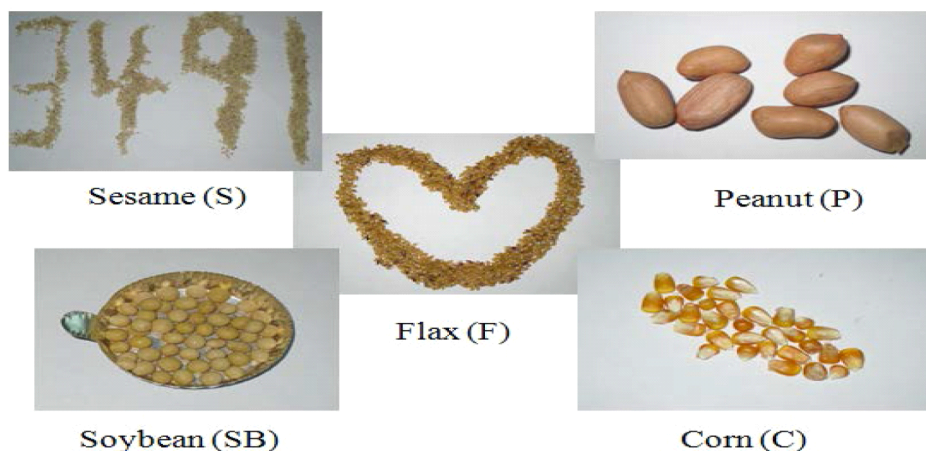 3491
Sesame (S)
Peanut (P)
Flax (F)
Soybean (SB)
Corn (C)